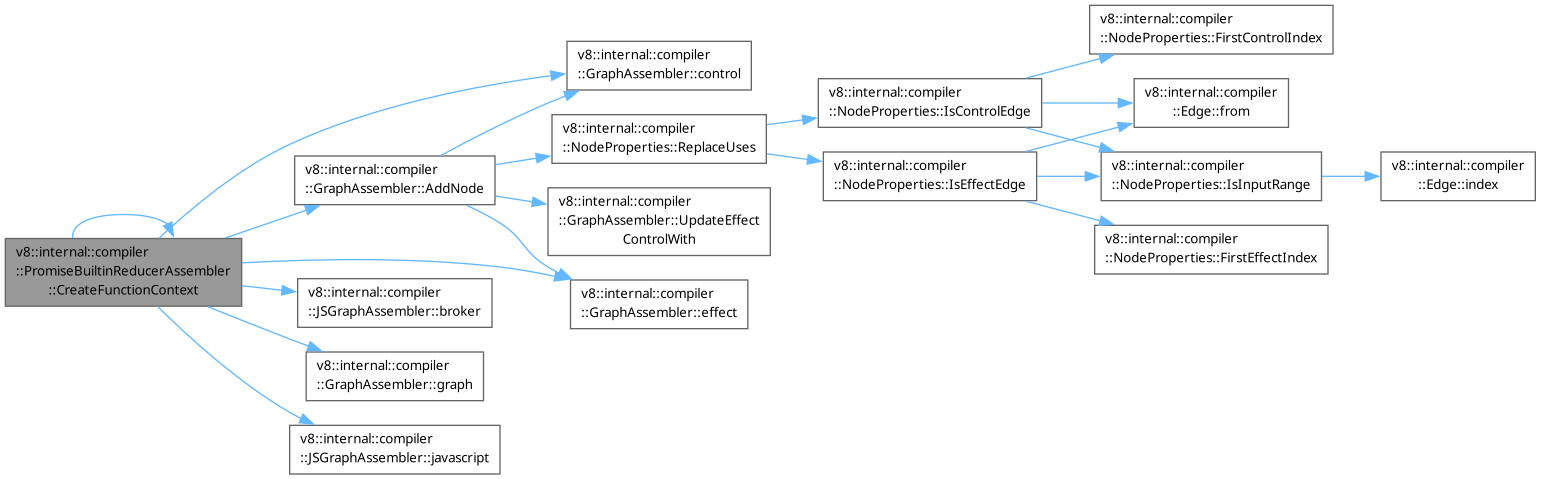 v8::internal::compiler
::PromiseBuiltinReducerAssembler
::CreateFunctionContext
v8::internal::compiler
::GraphAssembler::control
v8::internal::compiler
::GraphAssembler::AddNode
v8::internal::compiler
::NodeProperties::ReplaceUses
v8::internal::compiler
::GraphAssembler::UpdateEffect
ControlWith
v8::internal::compiler
::GraphAssembler::effect
v8::internal::compiler
::JSGraphAssembler::broker
v8::internal::compiler
::GraphAssembler::graph
v8::internal::compiler
::JSGraphAssembler::javascript
v8::internal::compiler
::NodeProperties::IsControlEdge
v8::internal::compiler
::NodeProperties::IsEffectEdge
v8::internal::compiler
::NodeProperties::FirstControlIndex
v8::internal::compiler
::Edge::from
v8::internal::compiler
::NodeProperties::IsInputRange
v8::internal::compiler
::NodeProperties::FirstEffectIndex
v8::internal::compiler
::Edge::index